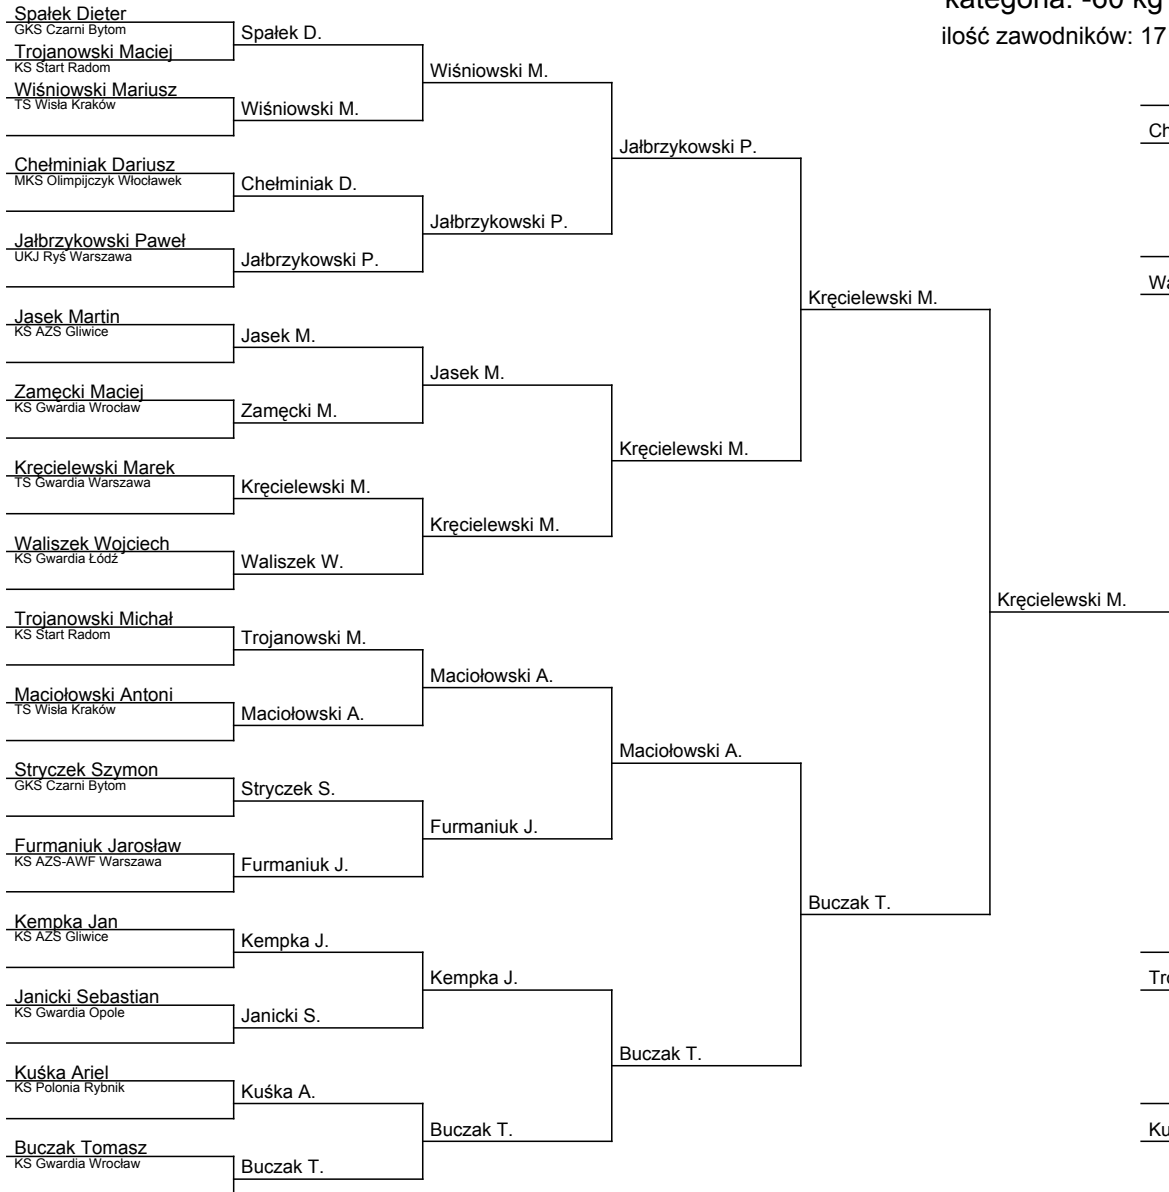 kategoria: -60 kg
ilość zawodników: 17
Spałek Dieter
GKS Czarni Bytom
Trojanowski Maciej
KS Start Radom
Wiśniowski Mariusz
TS Wisła Kraków
Chełminiak Dariusz
MKS Olimpijczyk Włocławek
Jałbrzykowski Paweł
UKJ Ryś Warszawa
Jasek Martin
KS AZS Gliwice
Zamęcki Maciej
KS Gwardia Wrocław
Kręcielewski Marek
TS Gwardia Warszawa
Waliszek Wojciech
KS Gwardia Łódź
Trojanowski Michał
KS Start Radom
Maciołowski Antoni
TS Wisła Kraków
Stryczek Szymon
GKS Czarni Bytom
Furmaniuk Jarosław
KS AZS-AWF Warszawa
Kempka Jan
KS AZS Gliwice
Janicki Sebastian
KS Gwardia Opole
Kuśka Ariel
KS Polonia Rybnik
Buczak Tomasz
KS Gwardia Wrocław
Spałek D.
Wiśniowski M.
Chełminiak D.
Jałbrzykowski P.
Jasek M.
Zamęcki M.
Kręcielewski M.
Waliszek W.
Trojanowski M.
Maciołowski A.
Stryczek S.
Furmaniuk J.
Kempka J.
Janicki S.
Kuśka A.
Buczak T.
Wiśniowski M.
Jałbrzykowski P.
Jasek M.
Kręcielewski M.
Maciołowski A.
Furmaniuk J.
Kempka J.
Buczak T.
Jałbrzykowski P.
Kręcielewski M.
Maciołowski A.
Buczak T.
Kręcielewski M.
Buczak T.
Kręcielewski M.